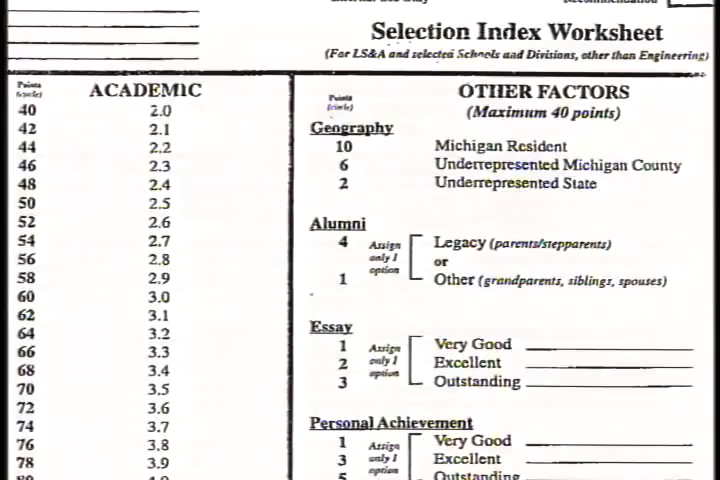 Selection Index Worksheet
(For LS&A and selected Schools and Divisions, other than Engineering)
Points
(circle)
ACADEMIC
40 2.0
42 2.1
44 2.2
46 2.3
48 2.4
50 2.5
52 2.6
54 2.7
56 2.8
58 2.9
60 3.0
62 3.1
64 3.2
66 3.3
68 3.4
70 3.5
72 3.6
74 3.7
76 3.8
78 3.9
Points
(circle)
OTHER FACTORS
(Maximum 40 points)
Geography
10 Michigan Resident
6 Underrepresented Michigan County
2 Underrepresented State
Alumni
4 Assign Legacy (parents/stepparents)
only 1 or
option
1 Other (grandparents, siblings, spouses)
Essay
1 Assign Very Good
2 only 1 Excellent
3 option Outstanding
Personal Achievement
1 Assign Very Good
3 only 1 Excellent
5 option Outstanding